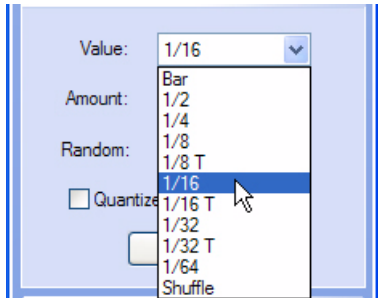 Value: 1/16
Bar
Amount: 1/2
1/4
Random: 1/8
1/8 T
1/16
Quantize 1/16 T
1/32
1/32 T
1/64
Shuffle